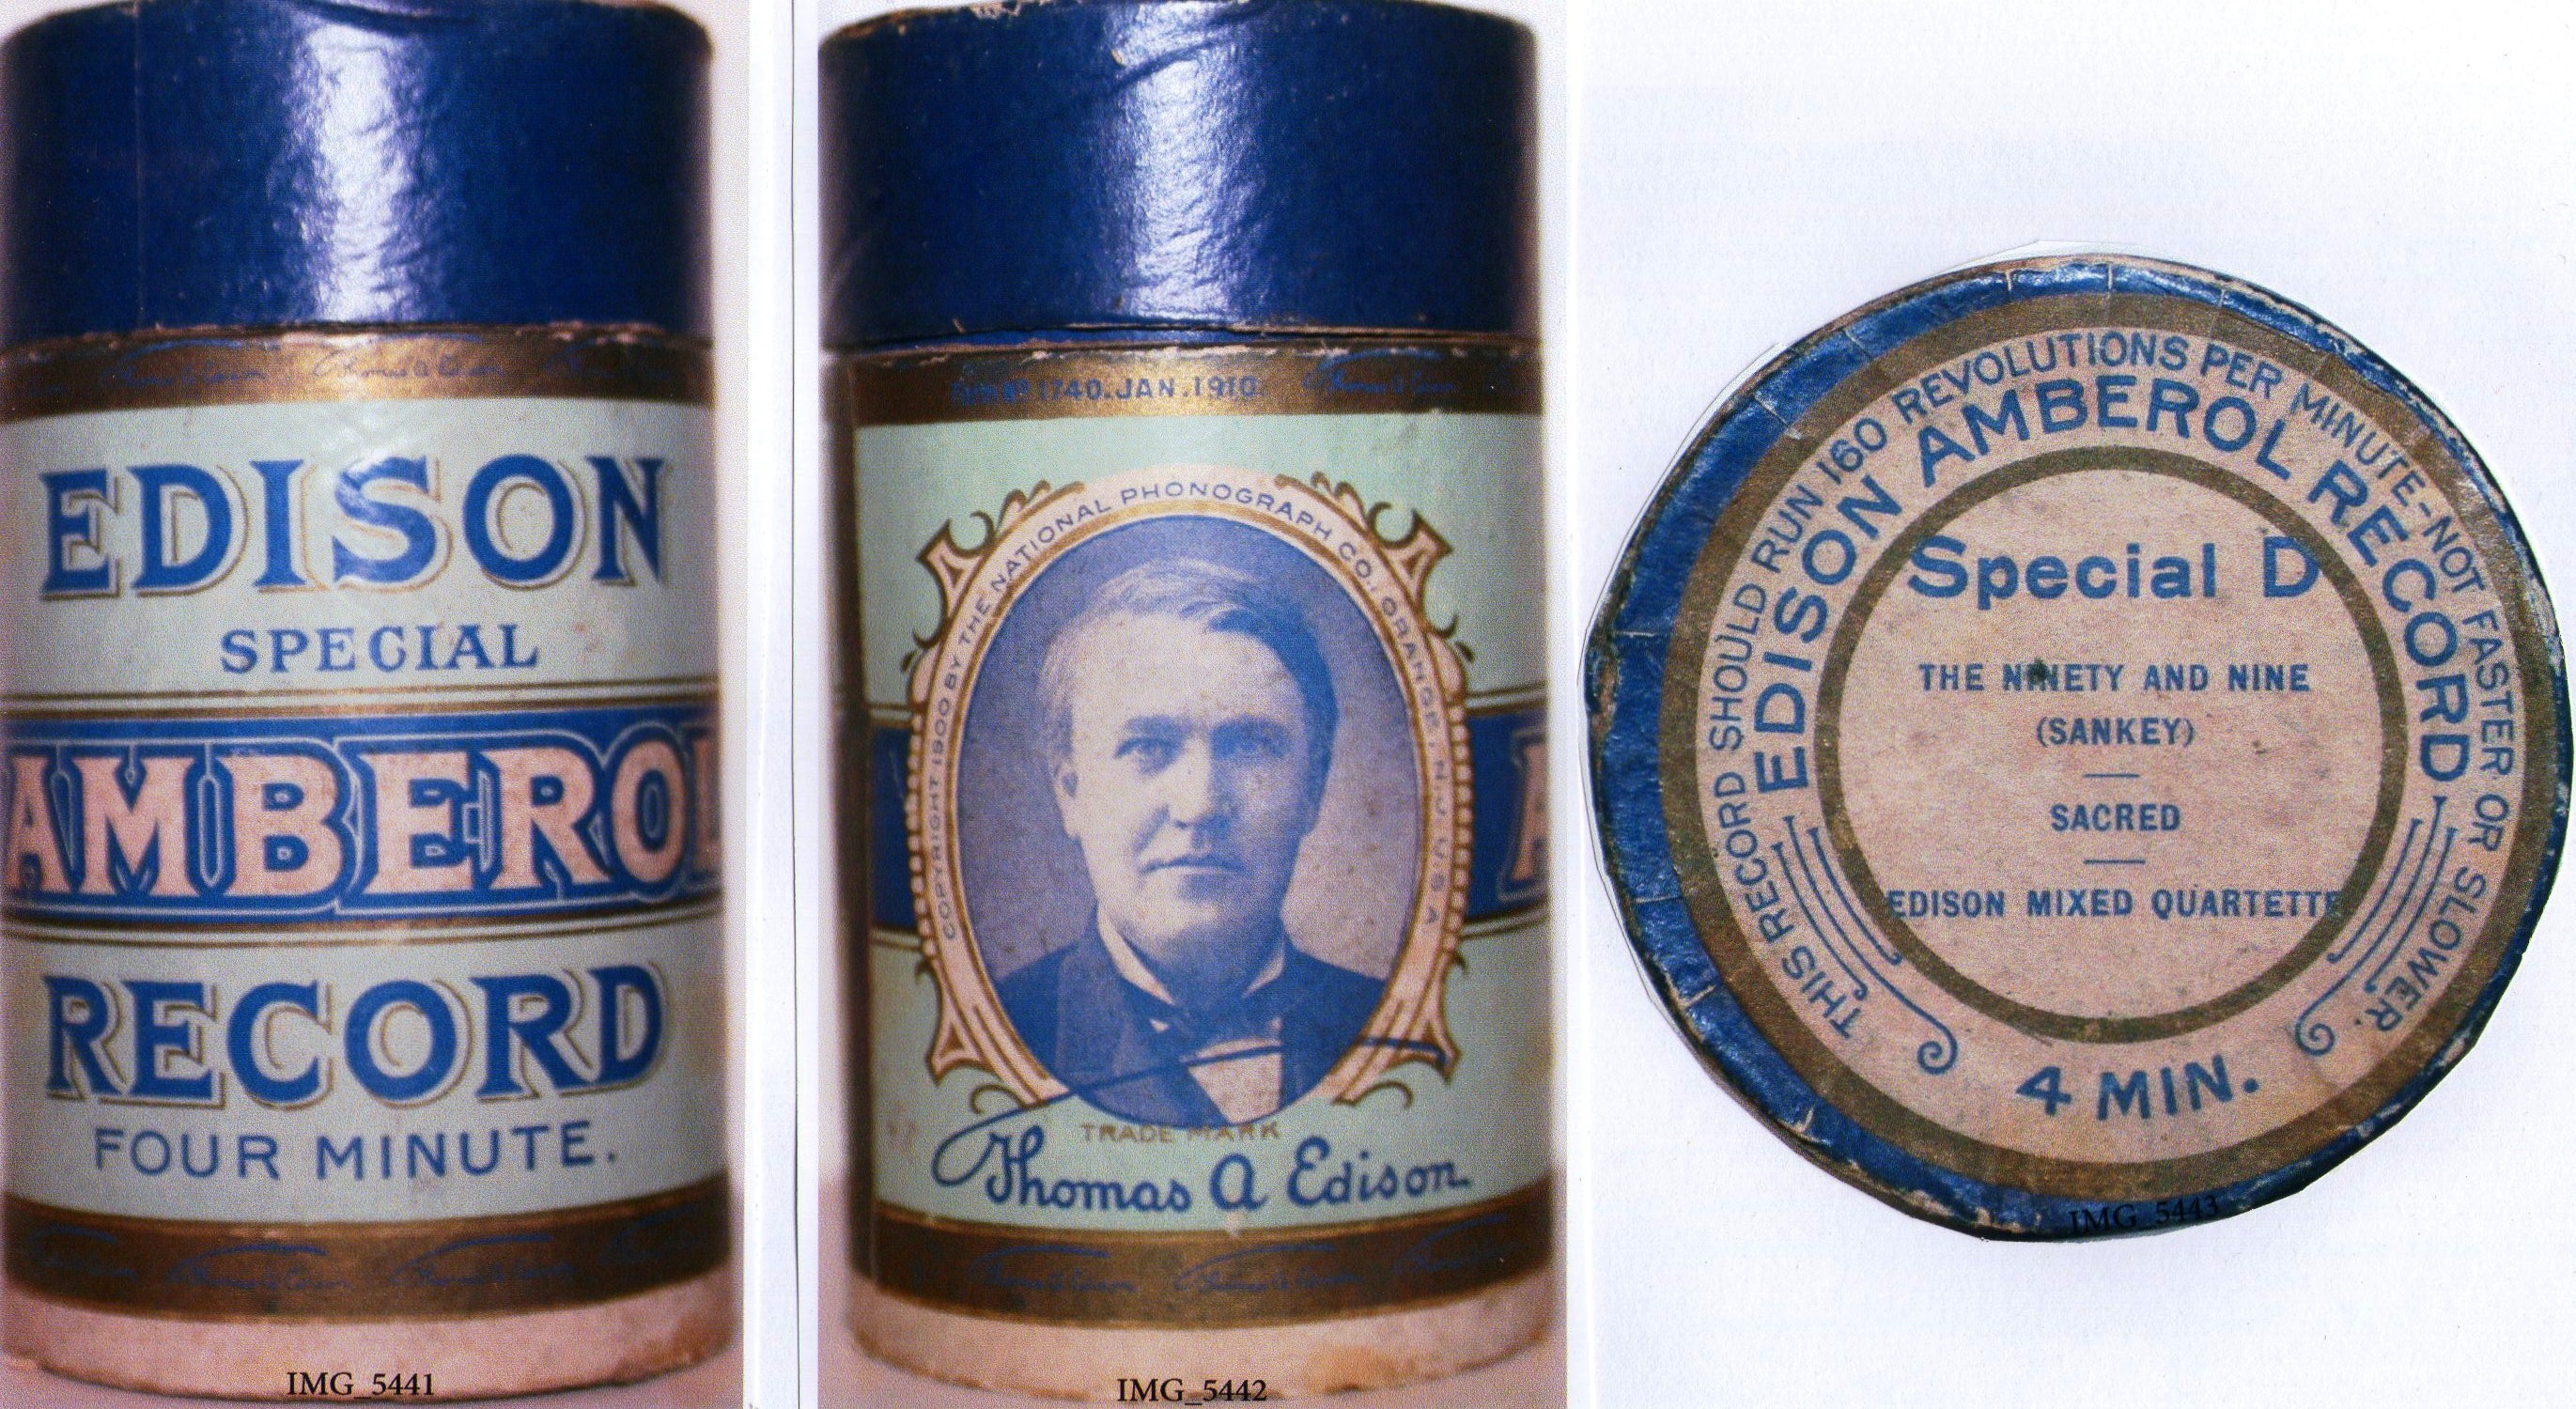 EDISON
SPECIAL
AMBEROL
RECORD
FOUR MINUTE.
IMG_5441
1740.JAN.1910.
COPYRIGHT 1900 BY THE NATIONAL PHONOGRAPH CO., ORANGE, N.J. U.S.A.
TRADE MARK
Thomas A Edison
IMG_5442
THIS RECORD SHOULD RUN 160 REVOLUTIONS PER MINUTE-NOT FASTER OR SLOWER.
EDISON AMBEROL RECORD
Special D
THE NINETY AND NINE
(SANKEY)
SACRED
EDISON MIXED QUARTETTE
4 MIN.
IMG_5443